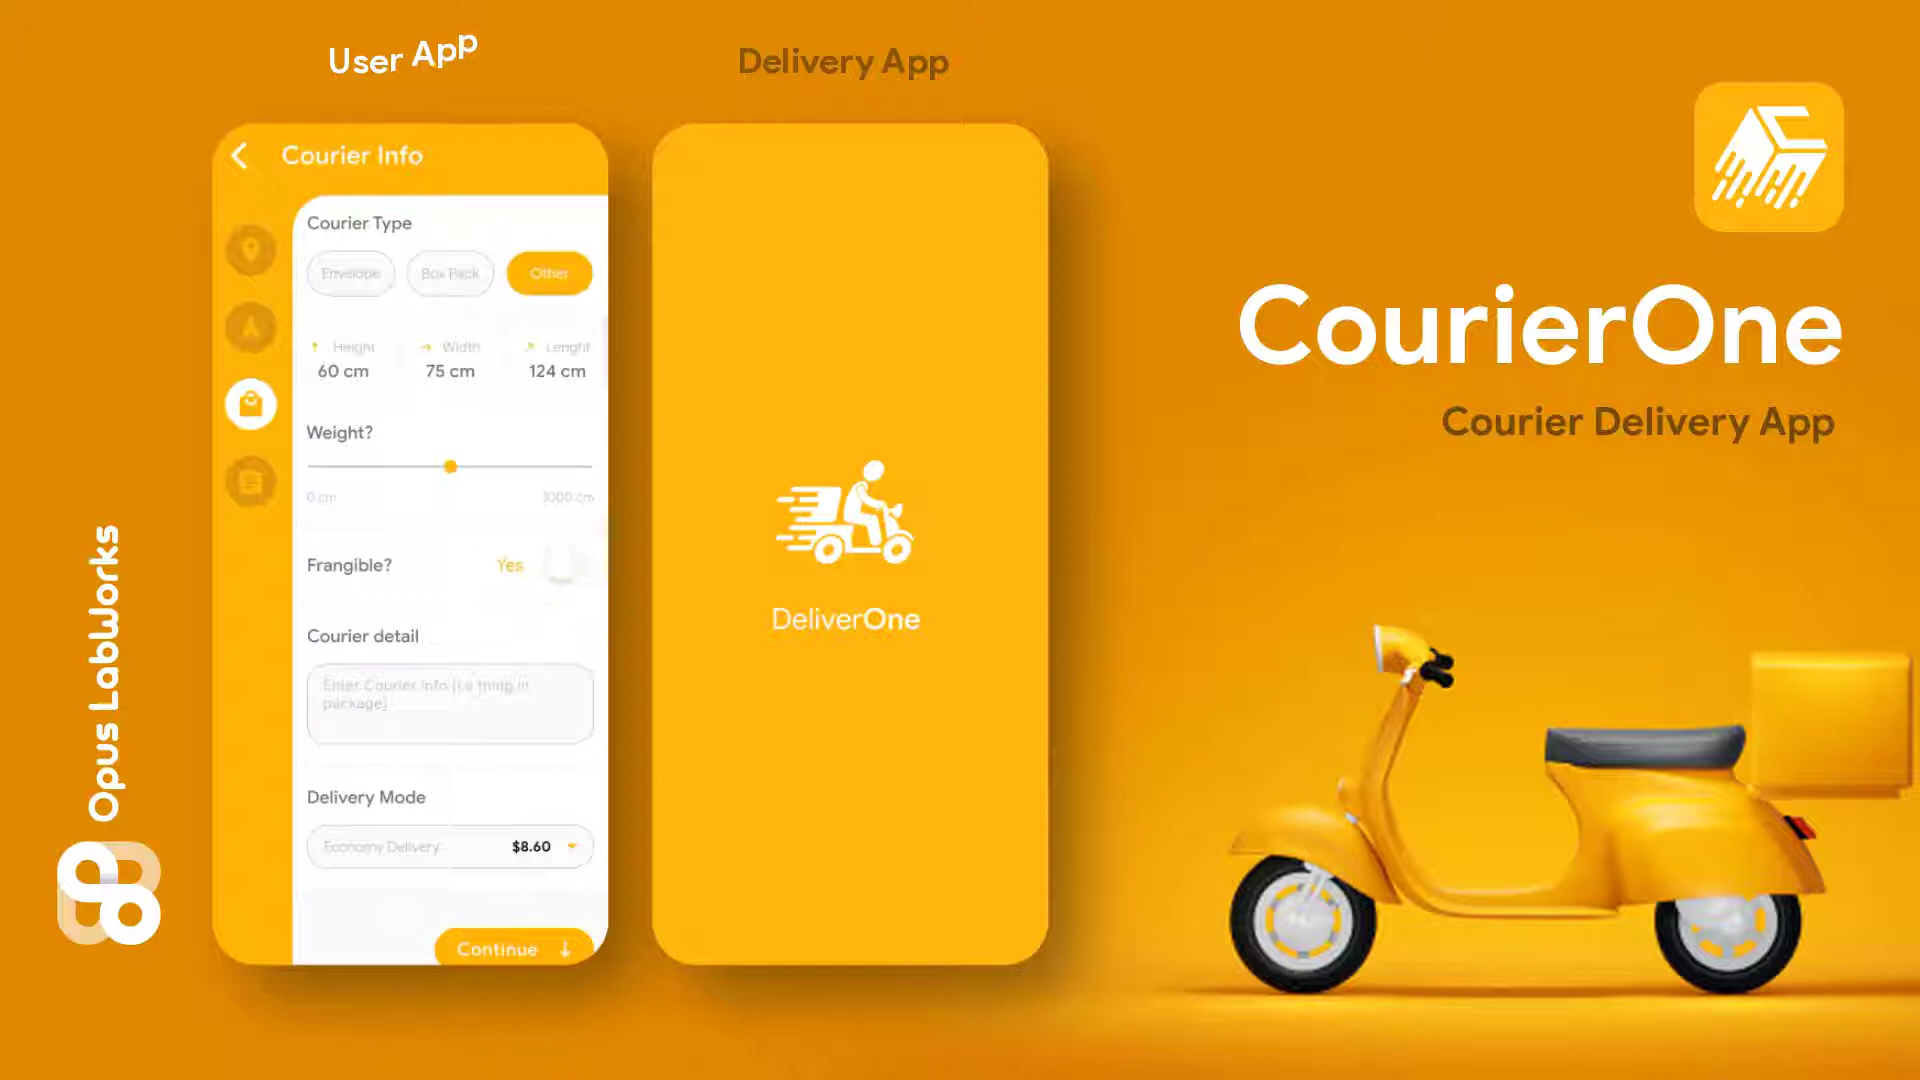 User App
Delivery App
Courier Info
Courier Type
Envelope
Box Pack
Other
Height
Width
Lenght
60 cm
75 cm
124 cm
Weight?
0 cm
1000 cm
Frangible?
Yes
Courier detail
Enter Courier Info (i.e thing in
package)
Delivery Mode
Economy Delivery
$8.60
Continue
DeliverOne
CourierOne
Courier Delivery App
Opus LabWorks